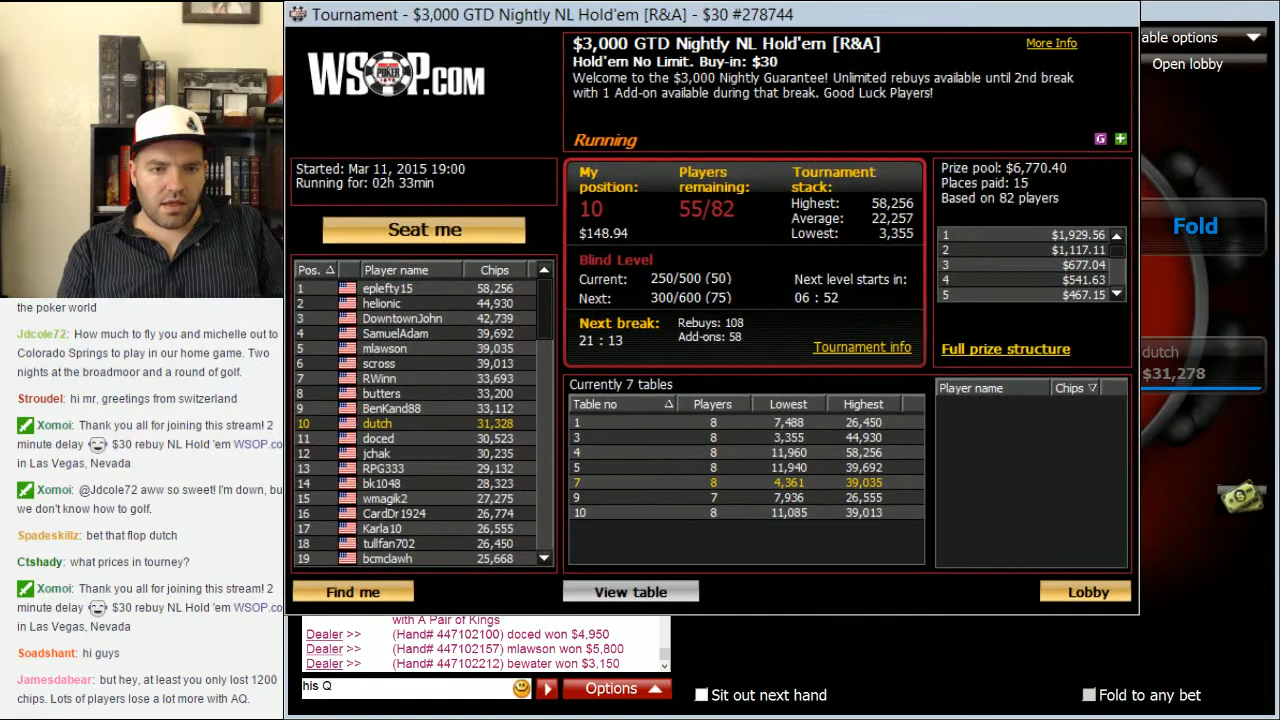 Tournament - $3,000 GTD Nightly NL Hold'em [R&A] - $30 #278744
WSOP.COM
$3,000 GTD Nightly NL Hold'em [R&A]
More Info
Hold'em No Limit. Buy-in: $30
Welcome to the $3,000 Nightly Guarantee! Unlimited rebuys available until 2nd break
with 1 Add-on available during that break. Good Luck Players!
Running
G
Started: Mar 11, 2015 19:00
Running for: 02h 33min
Seat me
My position:
10
$148.94
Players remaining:
55/82
Tournament stack:
Highest: 58,256
Average: 22,257
Lowest: 3,355
Blind Level
Current: 250/500 (50)
Next level starts in:
Next: 300/600 (75)
06 : 52
Next break:
21 : 13
Rebuys: 108
Add-ons: 58
Tournament info
Prize pool: $6,770.40
Places paid: 15
Based on 82 players
1 $1,929.56
2 $1,117.11
3 $677.04
4 $541.63
5 $467.15
Full prize structure
Pos. Player name Chips
1 eplefty15 58,256
2 helionic 44,930
3 DowntownJohn 42,739
4 SamuelAdam 39,692
5 mlawson 39,035
6 scross 39,013
7 RWinn 33,693
8 butters 33,200
9 BenKand88 33,112
10 dutch 31,328
11 doced 30,523
12 jchak 30,235
13 RPG333 29,132
14 bk1048 28,323
15 wmagik2 27,275
16 CardDr1924 26,774
17 Karla10 26,555
18 tullfan702 26,450
19 bcmclawh 25,668
Currently 7 tables
Table no Players Lowest Highest
1 8 7,488 26,450
3 8 3,355 44,930
4 8 11,960 58,256
5 8 11,940 39,692
7 8 4,361 39,035
9 7 7,936 26,555
10 8 11,085 39,013
Player name Chips
Find me
View table
Lobby
able options
Open lobby
Fold
dutch
$31,278
the poker world
Jdcole72: How much to fly you and michelle out to
Colorado Springs to play in our home game. Two
nights at the broadmoor and a round of golf.
Stroudel: hi mr, greetings from switzerland
Xomoi: Thank you all for joining this stream! 2
minute delay $30 rebuy NL Hold 'em WSOP.co
in Las Vegas, Nevada
Xomoi: @Jdcole72 aww so sweet! I'm down, but
we don't know how to golf.
Spadeskillz: bet that flop dutch
Ctshady: what prices in tourney?
Xomoi: Thank you all for joining this stream! 2
minute delay $30 rebuy NL Hold 'em WSOP.co
in Las Vegas, Nevada
Soadshant: hi guys
Jamesdabear: but hey, at least you only lost 1200
chips. Lots of players lose a lot more with AQ.
with A Pair of Kings
Dealer >> (Hand# 447102100) doced won $4,950
Dealer >> (Hand# 447102157) mlawson won $5,800
Dealer >> (Hand# 447102212) bewater won $3,150
his Q
Options
Sit out next hand
Fold to any bet